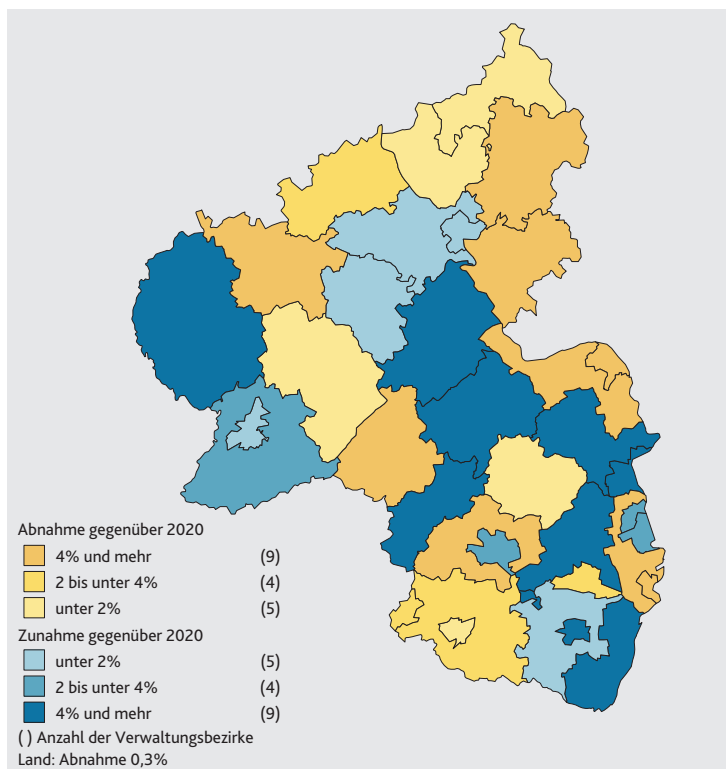 Abnahme gegenüber 2020
4% und mehr (9)
2 bis unter 4% (4)
unter 2% (5)
Zunahme gegenüber 2020
unter 2% (5)
2 bis unter 4% (4)
4% und mehr (9)
( ) Anzahl der Verwaltungsbezirke
Land: Abnahme 0,3%